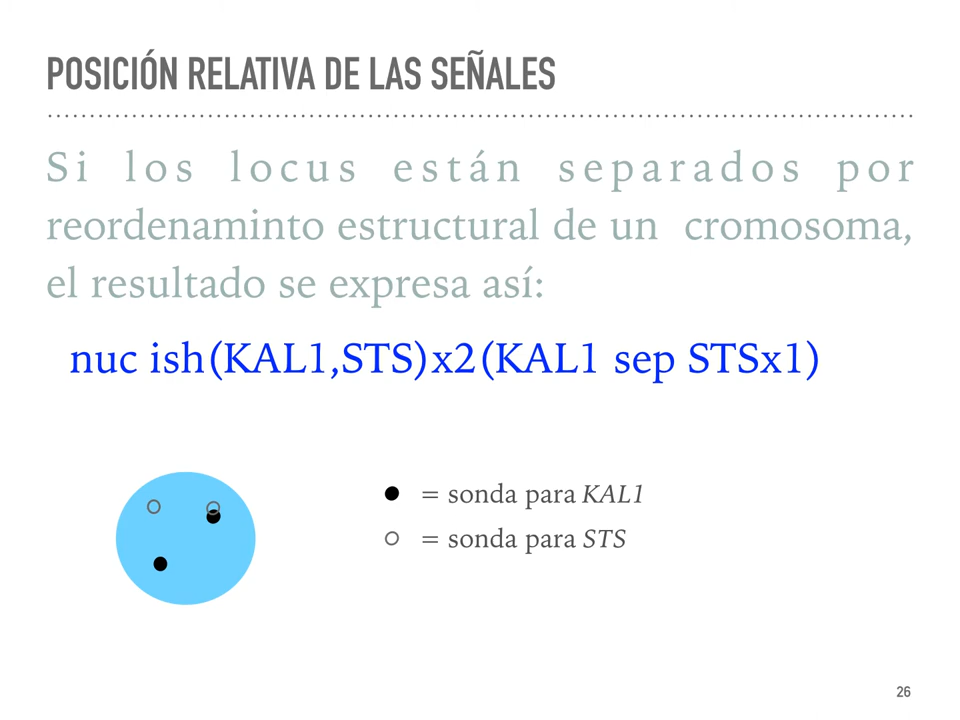 POSICIÓN RELATIVA DE LAS SEÑALES
Si los locus están separados por
reordenaminto estructural de un cromosoma,
el resultado se expresa así:
nuc ish(KAL1,STS)x2(KAL1 sep STSx1)
= sonda para KAL1
= sonda para STS
26